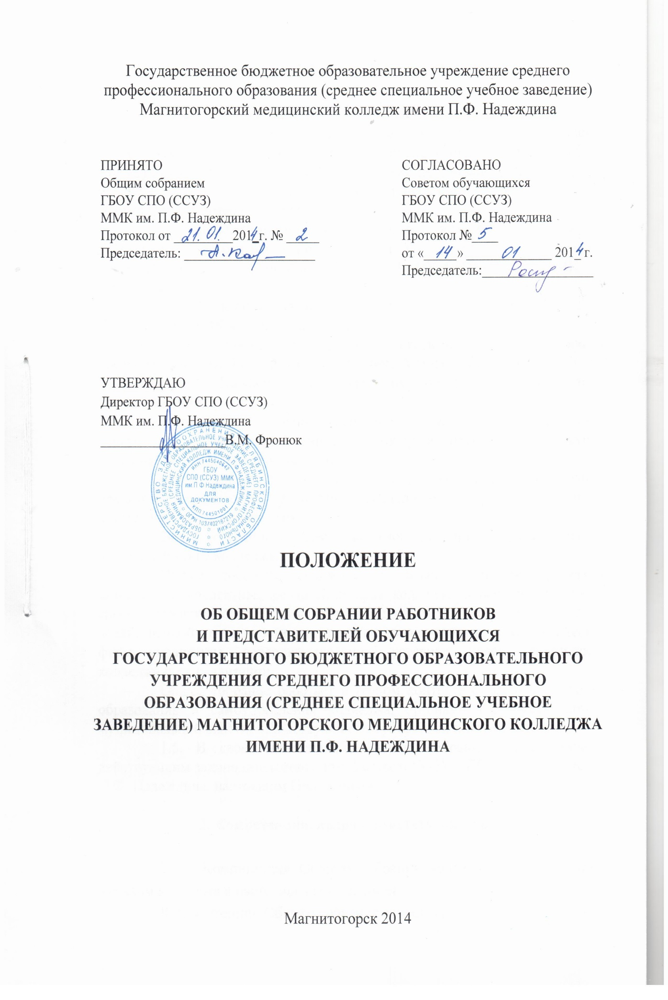 Государственное бюджетное образовательное учреждение среднего
профессионального образования (среднее специальное учебное заведение)
Магнитогорский медицинский колледж имени П.Ф. Надеждина
ПРИНЯТО
Общим собранием
ГБОУ СПО (ССУЗ)
ММК им. П.Ф. Надеждина
Протокол от 21.01. 2014 г. № 2
Председатель:
СОГЛАСОВАНО
Советом обучающихся
ГБОУ СПО (ССУЗ)
ММК им. П.Ф. Надеждина
Протокол № 5
от « 14 » 01 2014 г.
Председатель:
УТВЕРЖДАЮ
Директор ГБОУ СПО (ССУЗ)
ММК им. П.Ф. Надеждина
В.М. Фронюк
МИНИСТЕРСТВО ЗДРАВООХРАНЕНИЯ ЧЕЛЯБИНСКОЙ ОБЛАСТИ
ГОСУДАРСТВЕННОЕ БЮДЖЕТНОЕ ОБРАЗОВАТЕЛЬНОЕ УЧРЕЖДЕНИЕ СРЕДНЕГО ПРОФЕССИОНАЛЬНОГО
ОБРАЗОВАНИЯ (СРЕДНЕЕ СПЕЦИАЛЬНОЕ УЧЕБНОЕ ЗАВЕДЕНИЕ) МАГНИТОГОРСКИЙ
МЕДИЦИНСКИЙ КОЛЛЕДЖ ИМЕНИ П Ф НАДЕЖДИНА
ОГРН 1037402187219
ИНН 7445040642
ГБОУ
СПО (ССУЗ) ММК
им П Ф Надеждина
ДЛЯ
ДОКУМЕНТОВ
КПП 744501001
ПОЛОЖЕНИЕ
ОБ ОБЩЕМ СОБРАНИИ РАБОТНИКОВ
И ПРЕДСТАВИТЕЛЕЙ ОБУЧАЮЩИХСЯ
ГОСУДАРСТВЕННОГО БЮДЖЕТНОГО ОБРАЗОВАТЕЛЬНОГО
УЧРЕЖДЕНИЯ СРЕДНЕГО ПРОФЕССИОНАЛЬНОГО
ОБРАЗОВАНИЯ (СРЕДНЕЕ СПЕЦИАЛЬНОЕ УЧЕБНОЕ
ЗАВЕДЕНИЕ) МАГНИТОГОРСКОГО МЕДИЦИНСКОГО КОЛЛЕДЖА
ИМЕНИ П.Ф. НАДЕЖДИНА
Магнитогорск 2014